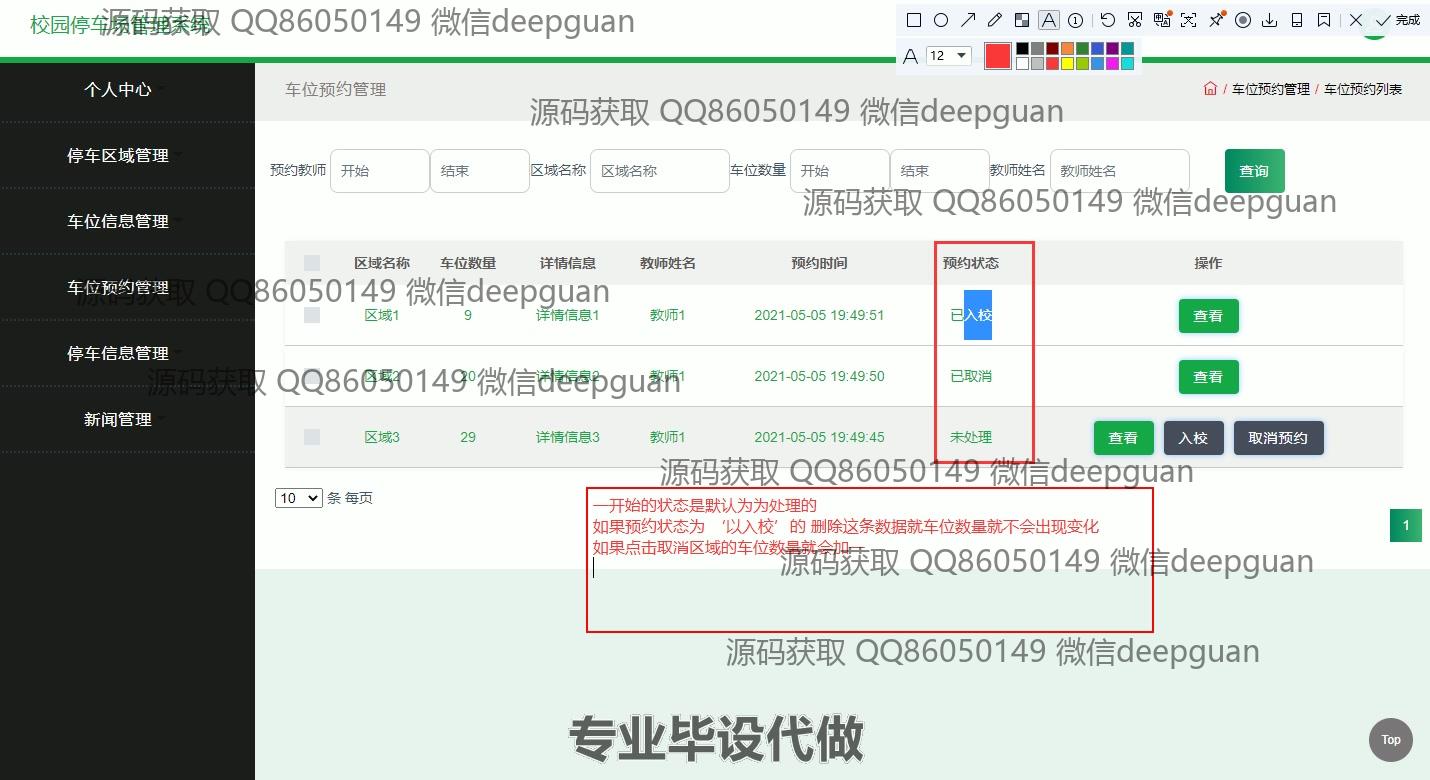 校园停车场管理系统
源码获取 QQ86050149 微信deepguan
12
完成
个人中心
停车区域管理
车位信息管理
车位预约管理
停车信息管理
新闻管理
车位预约管理
/ 车位预约管理 / 车位预约列表
源码获取 QQ86050149 微信deepguan
预约教师 开始 结束 区域名称 区域名称 车位数量 开始 结束 教师姓名 教师姓名 查询
源码获取 QQ86050149 微信deepguan
区域名称 车位数量 详情信息 教师姓名 预约时间 预约状态 操作
源码获取 QQ86050149 微信deepguan
区域1 9 详情信息1 教师1 2021-05-05 19:49:51 已入校 查看
区域2 20 详情信息2 教师1 2021-05-05 19:49:50 已取消 查看
源码获取 QQ86050149 微信deepguan
区域3 29 详情信息3 教师1 2021-05-05 19:49:45 未处理 查看 入校 取消预约
源码获取 QQ86050149 微信deepguan
10 条 每页
一开始的状态是默认为为处理的
1
如果预约状态为 ‘以入校’的 删除这条数据就车位数量就不会出现变化
如果点击取消区域的车位数量就会加一
源码获取 QQ86050149 微信deepguan
源码获取 QQ86050149 微信deepguan
专业毕设代做
Top